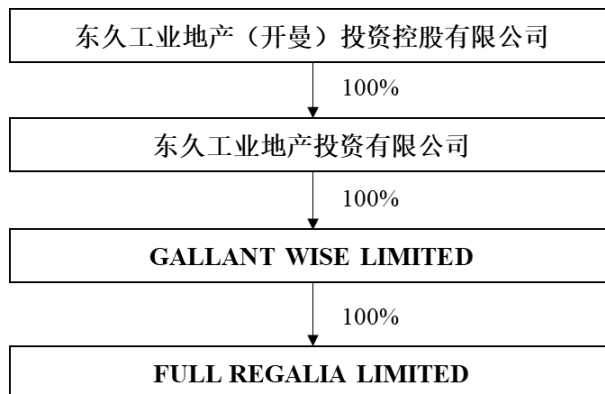 东久工业地产（开曼）投资控股有限公司
100%
东久工业地产投资有限公司
100%
GALLANT WISE LIMITED
100%
FULL REGALIA LIMITED